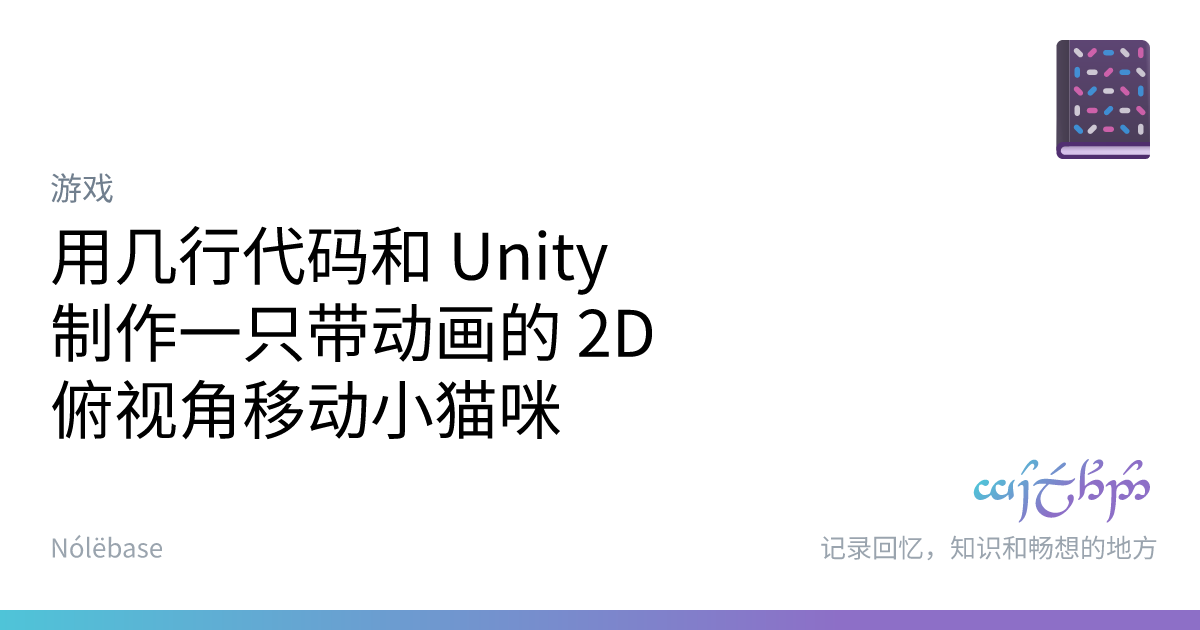 游戏
用几行代码和 Unity
制作一只带动画的 2D
俯视角移动小猫咪
Nólëbase
记录回忆，知识和畅想的地方